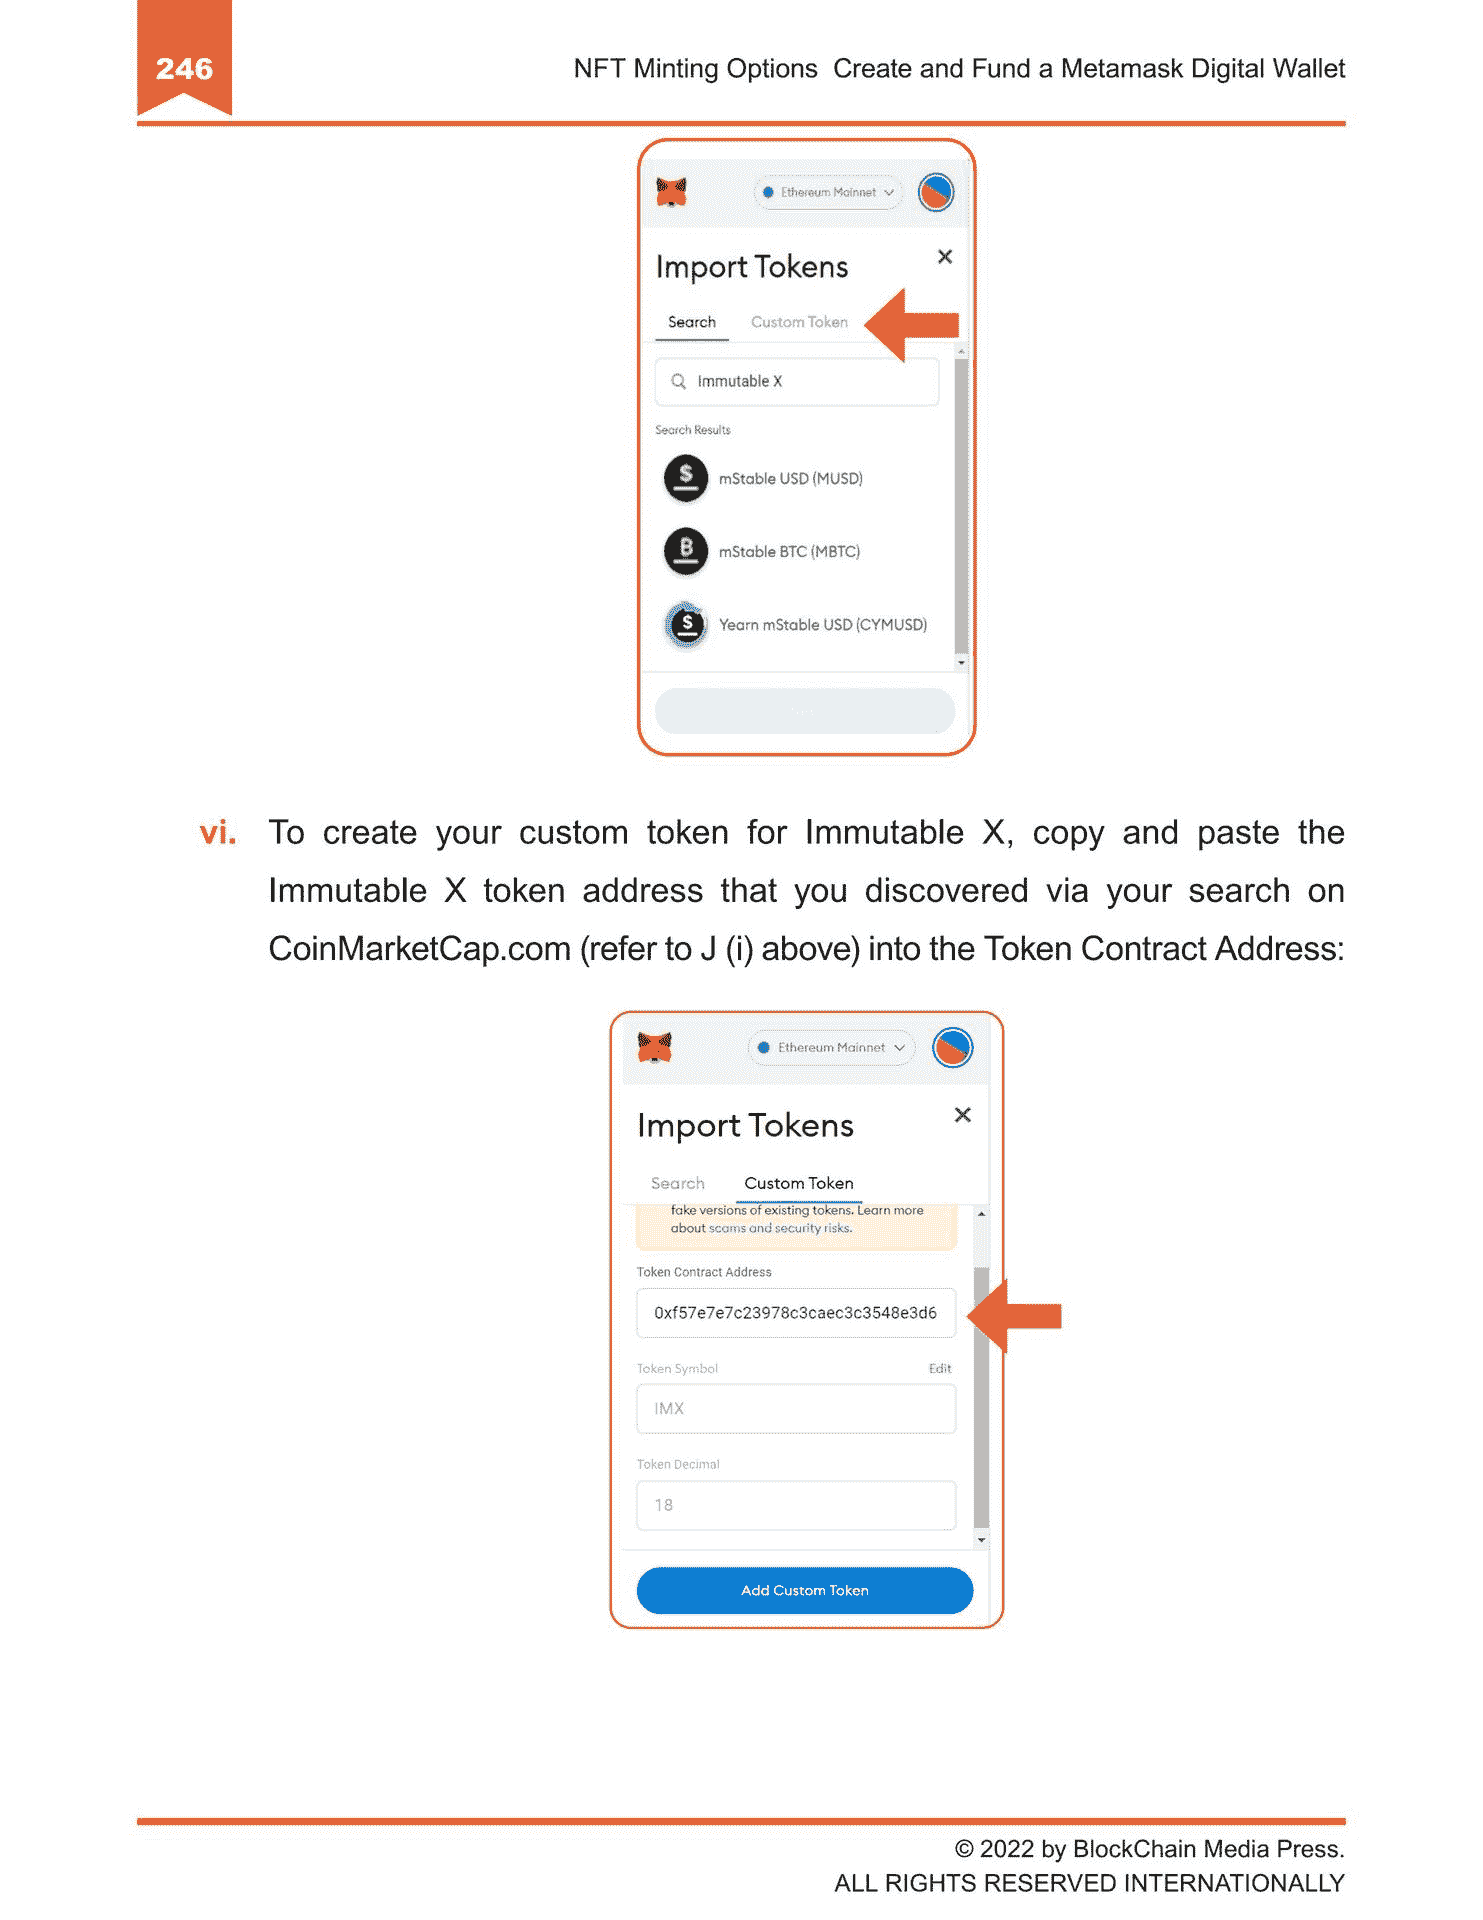 246
NFT Minting Options  Create and Fund a Metamask Digital Wallet
Ethereum Mainnet
Import Tokens
Search Custom Token
Immutable X
Search Results
mStable USD (MUSD)
mStable BTC (MBTC)
Yearn mStable USD (CYMUSD)
vi. To create your custom token for Immutable X, copy and paste the
Immutable X token address that you discovered via your search on
CoinMarketCap.com (refer to J (i) above) into the Token Contract Address:
Ethereum Mainnet
Import Tokens
Search Custom Token
fake versions of existing tokens. Learn more
about scams and security risks.
Token Contract Address
0xf57e7e7c23978c3caec3c3548e3d6
Token Symbol Edit
IMX
Token Decimal
18
Add Custom Token
© 2022 by BlockChain Media Press.
ALL RIGHTS RESERVED INTERNATIONALLY